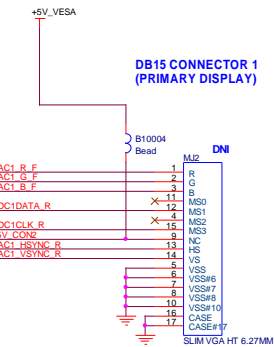 +5V_VESA
DB15 CONNECTOR 1
(PRIMARY DISPLAY)
B10004
Bead
DNI
MJ2
AC1_R_F 1 R
AC1_G_F 2 G
AC1_B_F 3 B
11 MS0
DC1DATA_R 12 MS1
4 MS2
DC1CLK_R 15 MS3
5V_CON2 9 NC
AC1_HSYNC_R 13 HS
AC1_VSYNC_R 14 VS
5 VSS
6 VSS#6
7 VSS#7
8 VSS#8
10 VSS#10
16 CASE
17 CASE#17
SLIM VGA HT 6.27MM